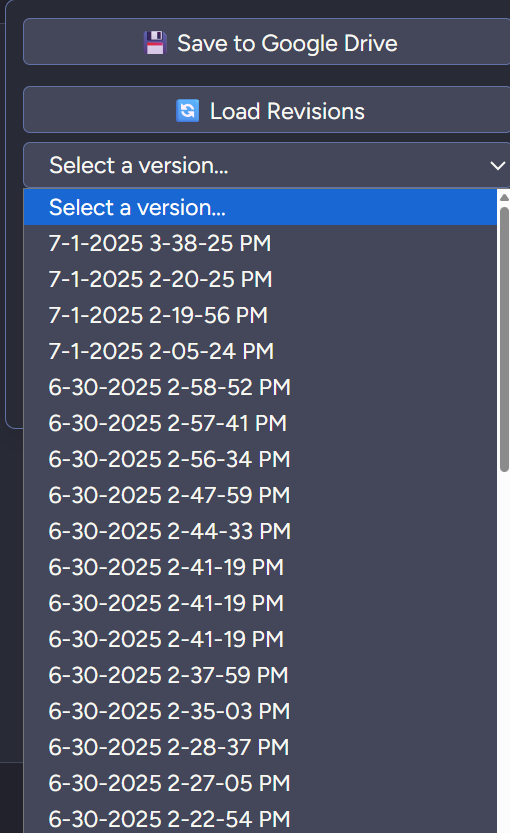 Save to Google Drive
Load Revisions
Select a version...
Select a version...
7-1-2025 3-38-25 PM
7-1-2025 2-20-25 PM
7-1-2025 2-19-56 PM
7-1-2025 2-05-24 PM
6-30-2025 2-58-52 PM
6-30-2025 2-57-41 PM
6-30-2025 2-56-34 PM
6-30-2025 2-47-59 PM
6-30-2025 2-44-33 PM
6-30-2025 2-41-19 PM
6-30-2025 2-41-19 PM
6-30-2025 2-41-19 PM
6-30-2025 2-37-59 PM
6-30-2025 2-35-03 PM
6-30-2025 2-28-37 PM
6-30-2025 2-27-05 PM
6-30-2025 2-22-54 PM